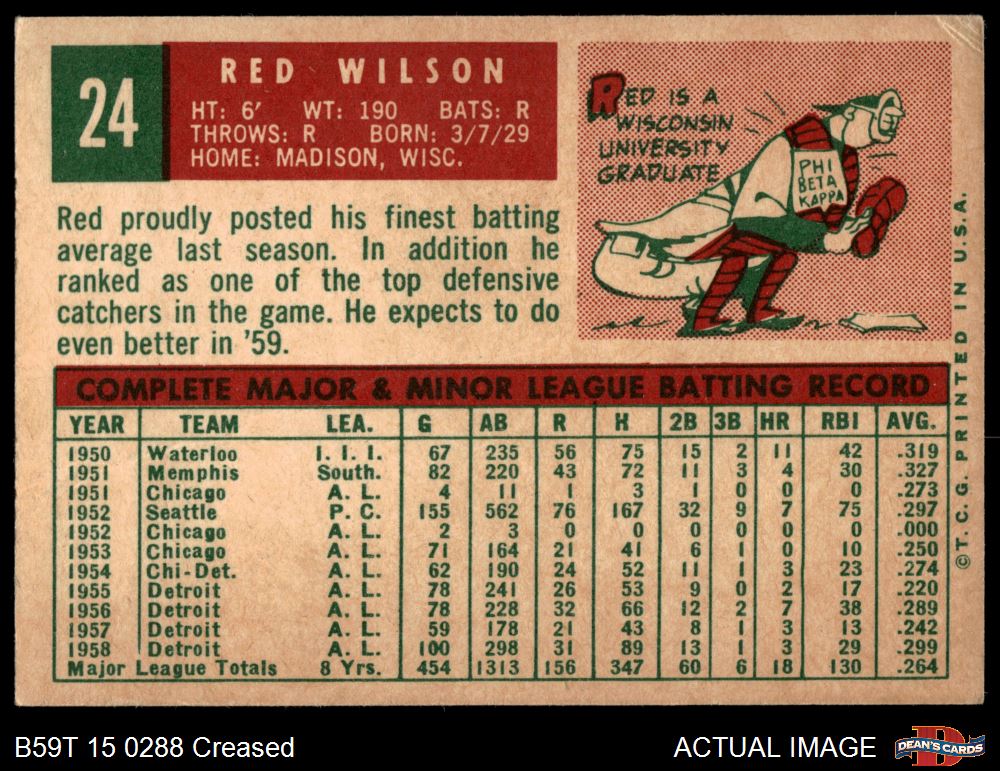 24
RED WILSON
HT: 6' WT: 190 BATS: R
THROWS: R BORN: 3/7/29
HOME: MADISON, WISC.
RED IS A
WISCONSIN
UNIVERSITY
GRADUATE
PHI
BETA
KAPPA
Red proudly posted his finest batting
average last season. In addition he
ranked as one of the top defensive
catchers in the game. He expects to do
even better in '59.
COMPLETE MAJOR & MINOR LEAGUE BATTING RECORD
YEAR TEAM LEA. G AB R H 2B 3B HR RBI AVG.
1950 Waterloo I. I. I. 67 235 56 75 15 2 11 42 .319
1951 Memphis South. 82 220 43 72 11 3 4 30 .327
1951 Chicago A. L. 4 11 1 3 1 0 0 0 .273
1952 Seattle P. C. 155 562 76 167 32 9 7 75 .297
1952 Chicago A. L. 2 3 0 0 0 0 0 0 .000
1953 Chicago A. L. 71 164 21 41 6 1 0 10 .250
1954 Chi-Det. A. L. 62 190 24 52 11 1 3 23 .274
1955 Detroit A. L. 78 241 26 53 9 0 2 17 .220
1956 Detroit A. L. 78 228 32 66 12 2 7 38 .289
1957 Detroit A. L. 59 178 21 43 8 1 3 13 .242
1958 Detroit A. L. 100 298 31 89 13 1 3 29 .299
Major League Totals 8 Yrs. 454 1313 156 347 60 6 18 130 .264
©T. C. G. PRINTED IN U.S.A.
B59T 15 0288 Creased
ACTUAL IMAGE
DEAN'S CARDS